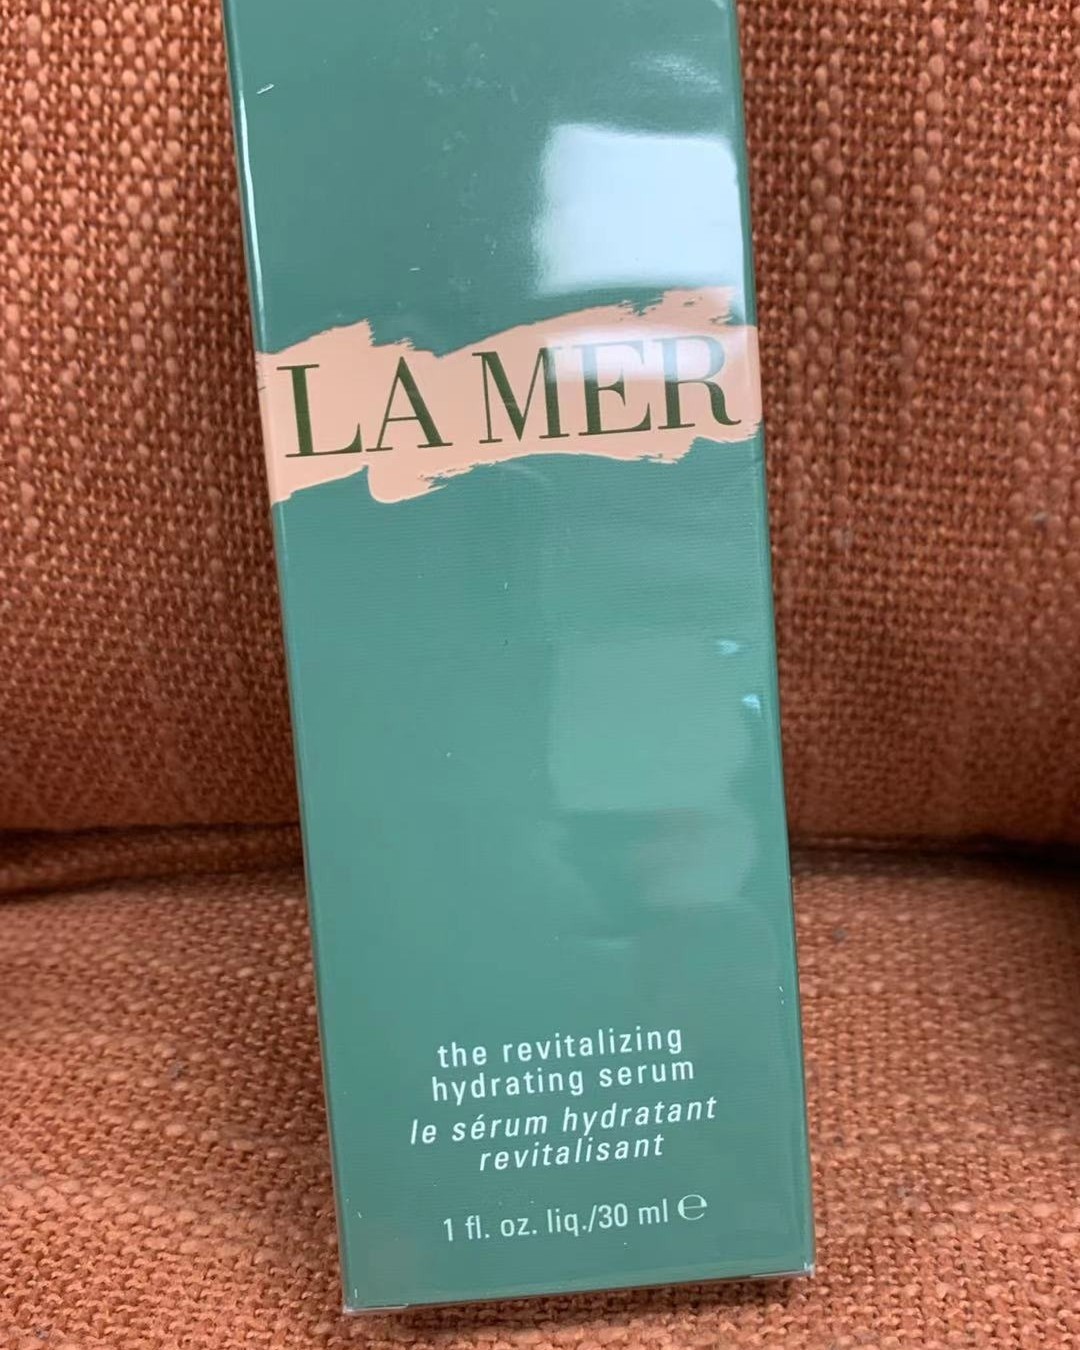 LA MER
the revitalizing
hydrating serum
le sérum hydratant
revitalisant
1 fl. oz. liq./30 ml ℮